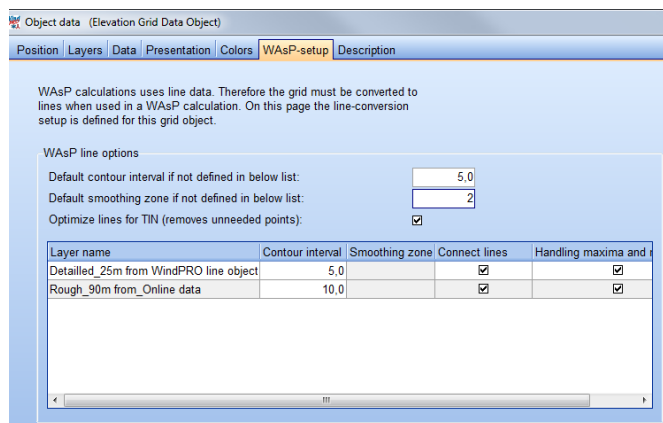 Object data (Elevation Grid Data Object)
Position Layers Data Presentation Colors WAsP-setup Description
WAsP calculations uses line data. Therefore the grid must be converted to
lines when used in a WAsP calculation. On this page the line-conversion
setup is defined for this grid object.
WAsP line options
Default contour interval if not defined in below list: 5,0
Default smoothing zone if not defined in below list: 2
Optimize lines for TIN (removes unneeded points):
Layer name Contour interval Smoothing zone Connect lines Handling maxima and
Detailled_25m from WindPRO line object 5,0
Rough_90m from_Online data 10,0